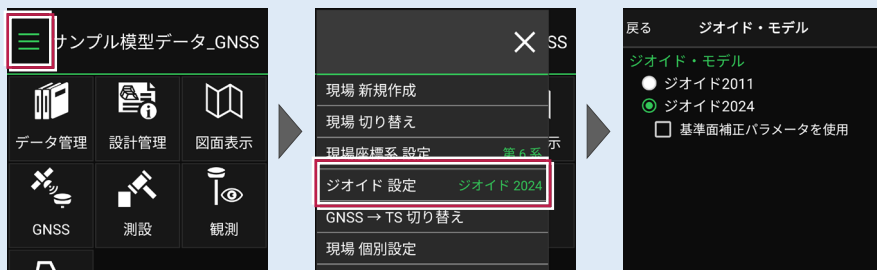 サンプル模型データ_GNSS
データ管理
設計管理
図面表示
GNSS
測設
観測
SS
現場 新規作成
現場 切り替え
現場座標系 設定 第 6 系
示
ジオイド 設定 ジオイド 2024
GNSS → TS 切り替え
現場 個別設定
戻る ジオイド・モデル
ジオイド・モデル
ジオイド2011
ジオイド2024
基準面補正パラメータを使用